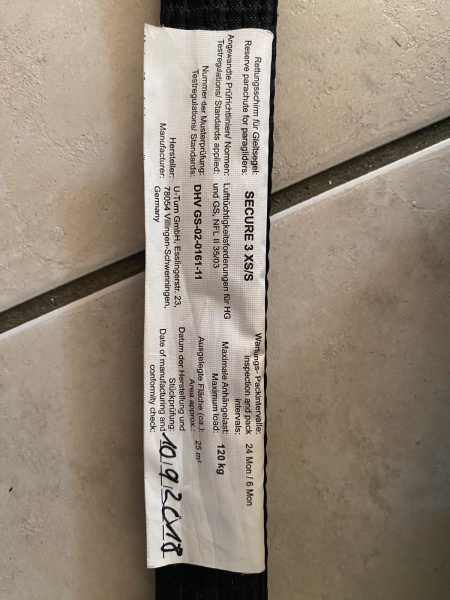 Rettungsschirm für Gleitsegel:
Reserve parachute for paragliders: SECURE 3 XS/S
Angewandte Prüfrichtlinien/ Normen: Lufttüchtigkeitsforderungen für HG
Testregulations/ Standards applied: und GS, NFL II 35/03
Nummer der Musterprüfung:
Testregulations/ Standards: DHV GS-02-0161-11
Hersteller: U-Turn GmbH, Esslingerstr. 23,
Manufacturer: 78054 Villingen-Schwenningen,
Germany
Wartungs- Packintervalle:
inspection and pack 24 Mon / 6 Mon
intervals:
Maximale Anhängelast:
Maximum load: 120 kg
Ausgelegte Fläche (ca.):
Area approx.: 25 m²
Datum der Herstellung und
Stückprüfung:
Date of manufacturing and
conformity check: 10/9/2018